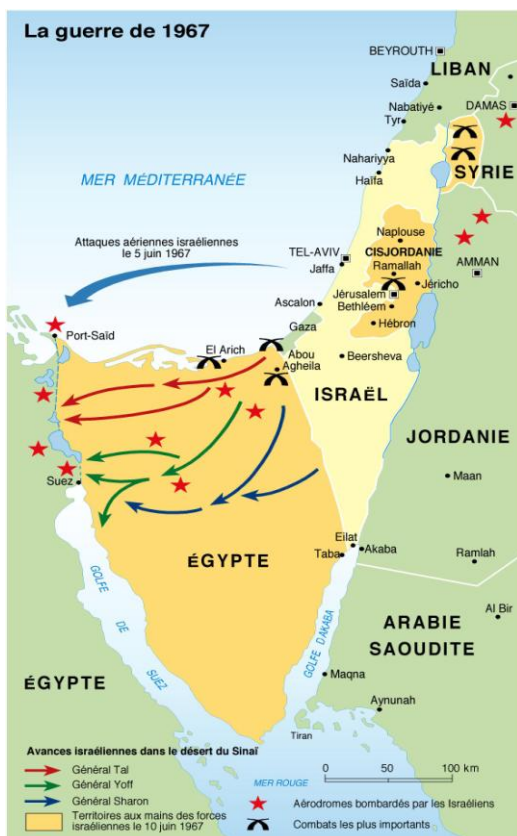 La guerre de 1967
BEYROUTH
LIBAN
Saïda
DAMAS
Nabatiyé
Tyr
SYRIE
Nahariyya
Haïfa
MER MÉDITERRANÉE
Attaques aériennes israéliennes
le 5 juin 1967
Naplouse
TEL-AVIV
CISJORDANIE
Jaffa
Ramallah
AMMAN
Jéricho
Jérusalem
Bethléem
Ascalon
Hébron
Gaza
Port-Saïd
El Arich
Abou
Agheila
Beersheva
ISRAËL
JORDANIE
Suez
Maan
ÉGYPTE
Eilat
Taba
Akaba
Ramlah
GOLFE DE SUEZ
GOLFE D'AKABA
Al Bir
ARABIE
SAOUDITE
ÉGYPTE
Maqna
Aynunah
Tiran
Avances israéliennes dans le désert du Sinaï
Général Tal
Général Yoff
Général Sharon
Territoires aux mains des forces
israéliennes le 10 juin 1967
0 50 100 km
MER ROUGE
Aérodromes bombardés par les Israéliens
Combats les plus importants